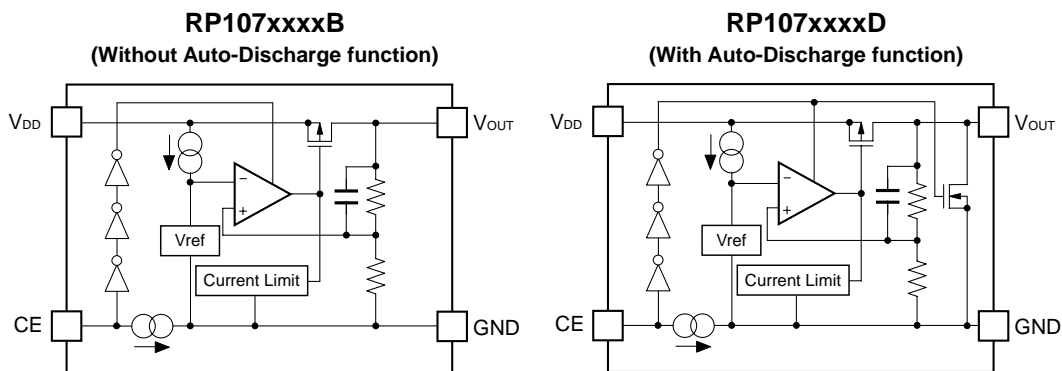 RP107xxxxB
(Without Auto-Discharge function)
VDD
VOUT
−
+
Vref
Current Limit
CE
GND
RP107xxxxD
(With Auto-Discharge function)
VDD
VOUT
−
+
Vref
Current Limit
CE
GND